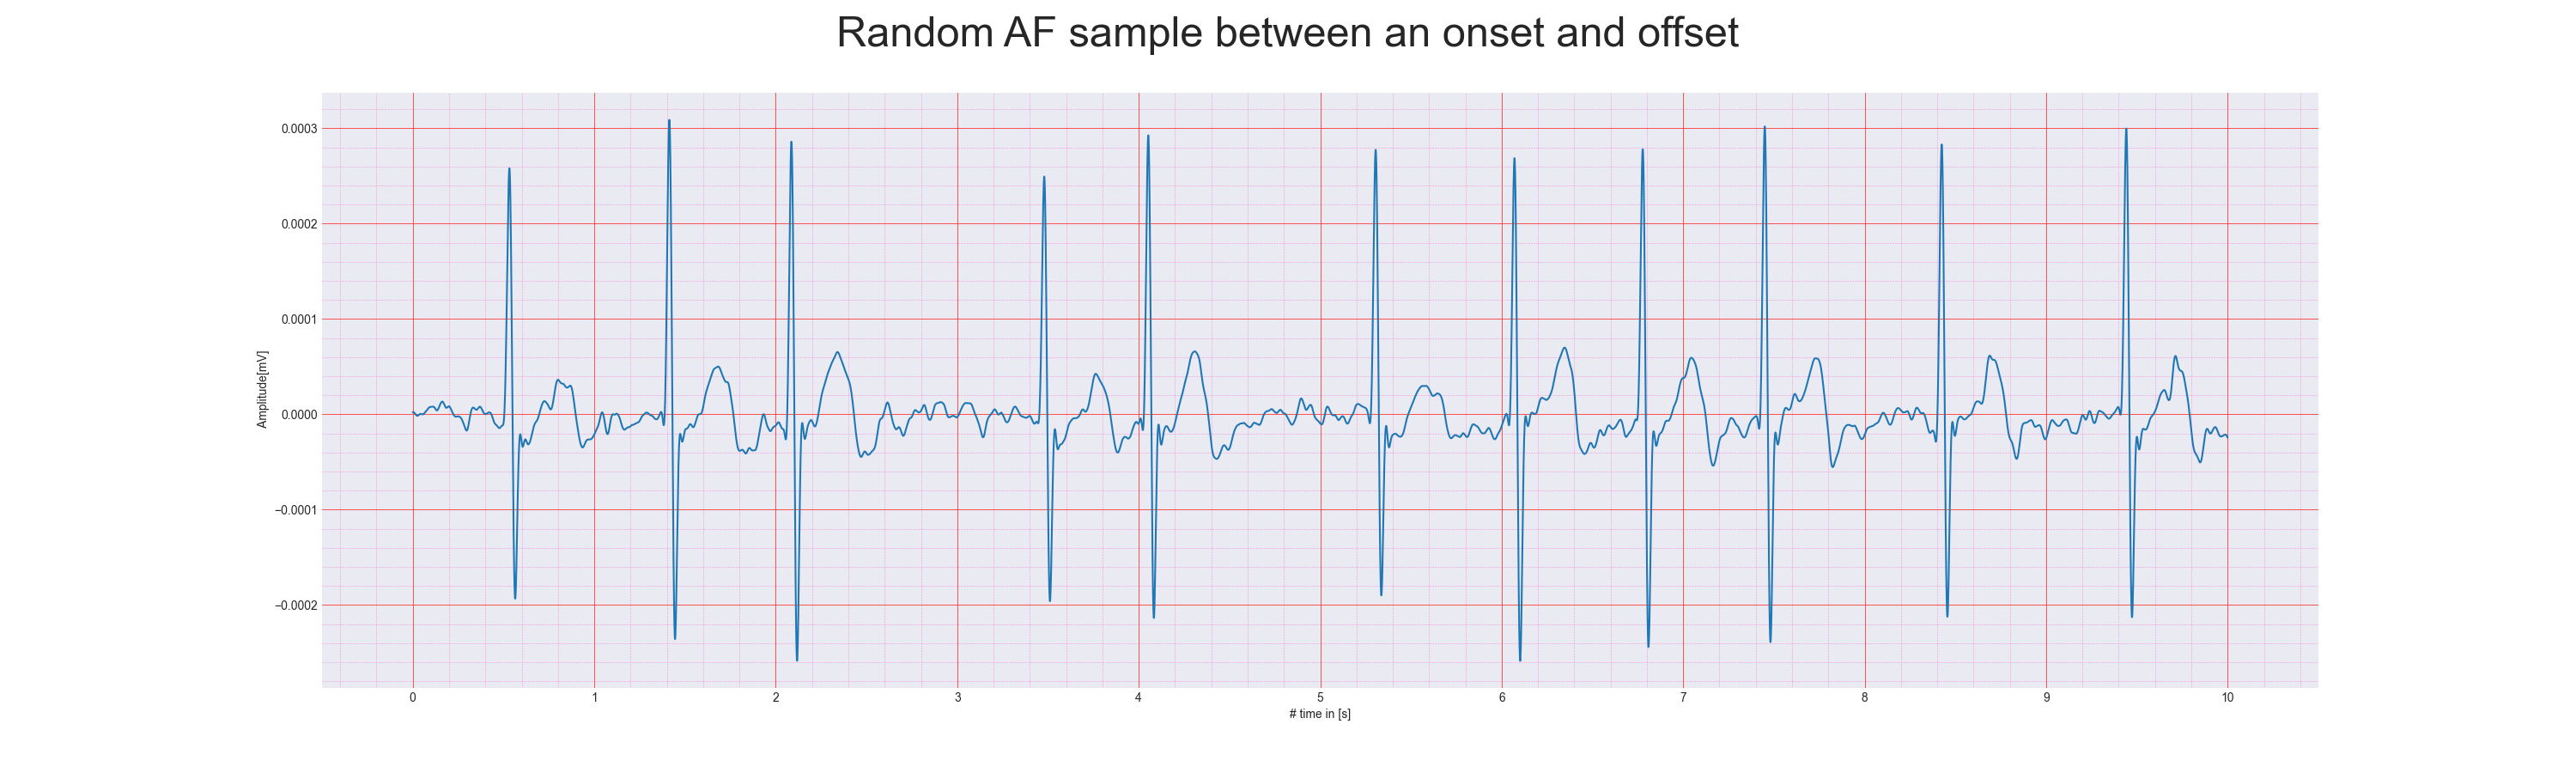 Random AF sample between an onset and offset
0.0003
0.0002
0.0001
0.0000
−0.0001
−0.0002
Amplitude[mV]
0 1 2 3 4 5 6 7 8 9 10
# time in [s]